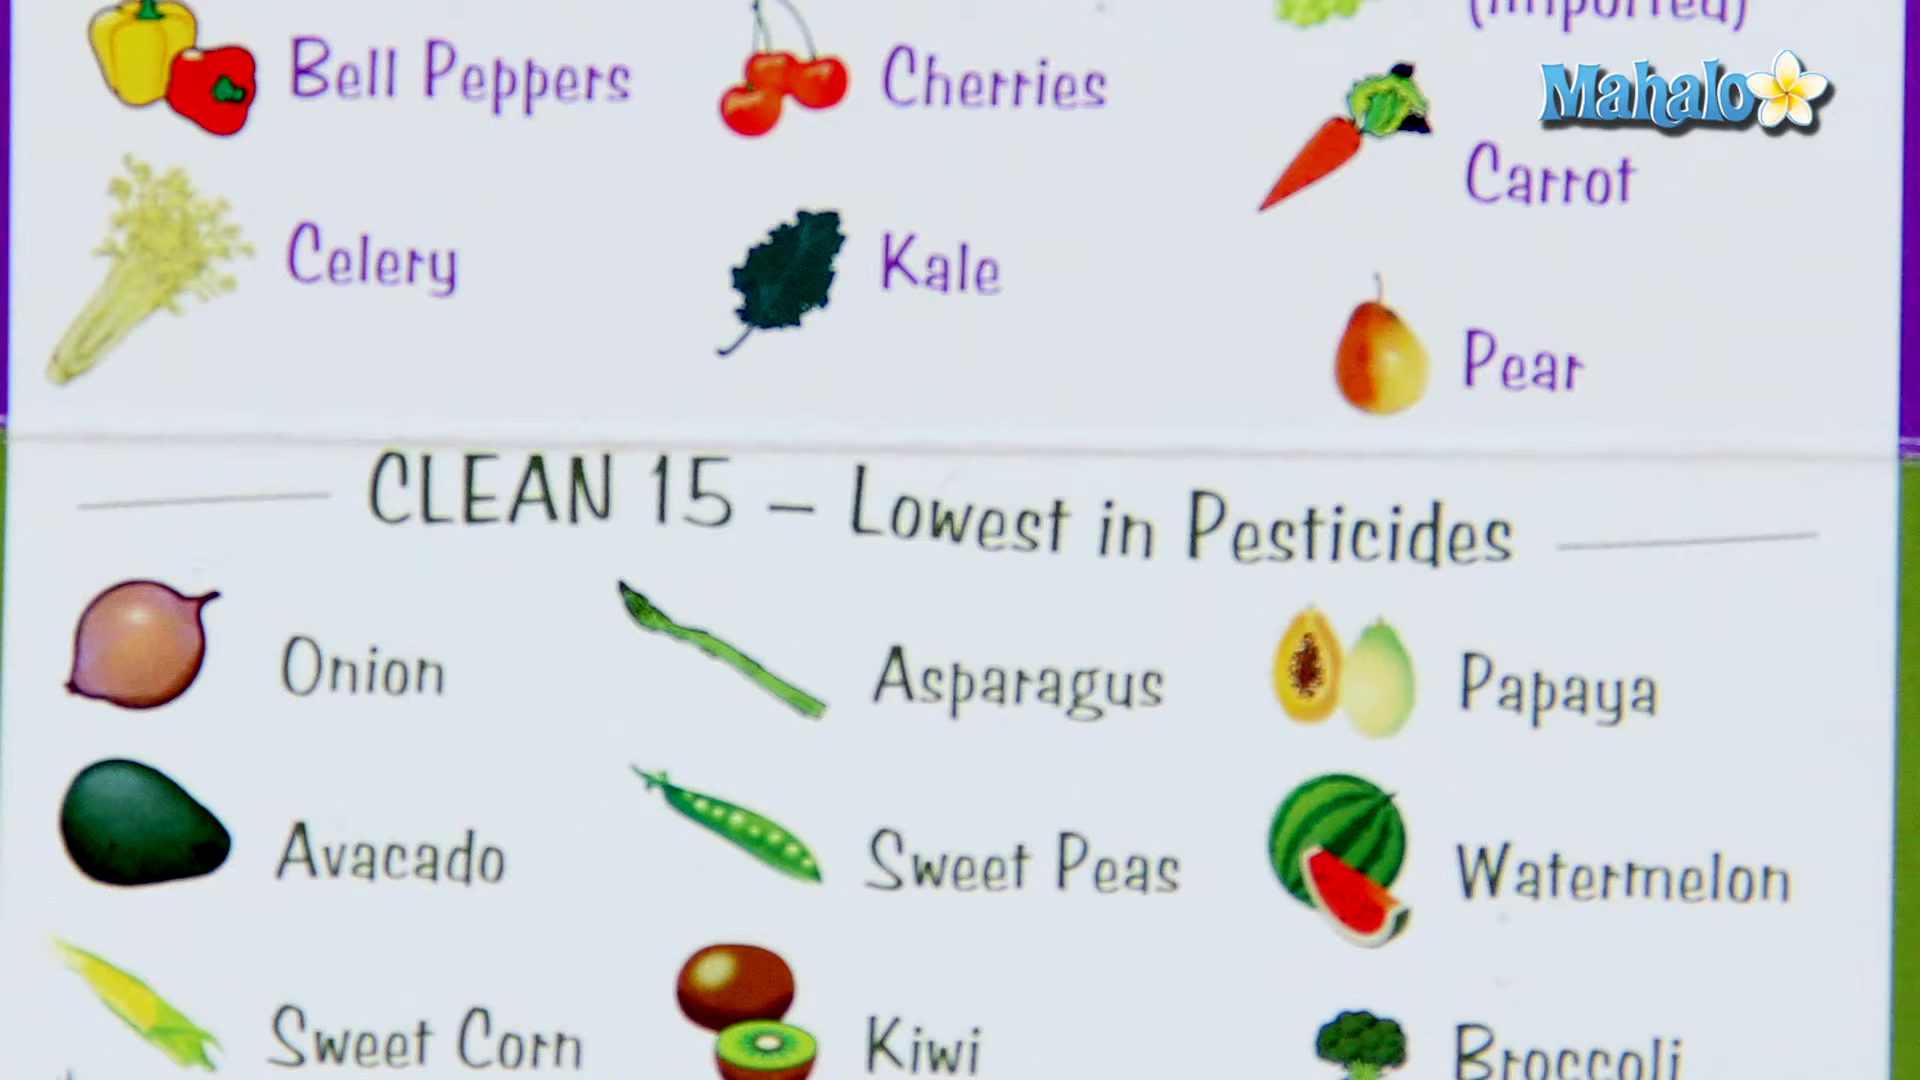 (Imported)
Mahalo
Bell Peppers
Cherries
Carrot
Celery
Kale
Pear
CLEAN 15 – Lowest in Pesticides
Onion
Asparagus
Papaya
Avacado
Sweet Peas
Watermelon
Sweet Corn
Kiwi
Broccoli